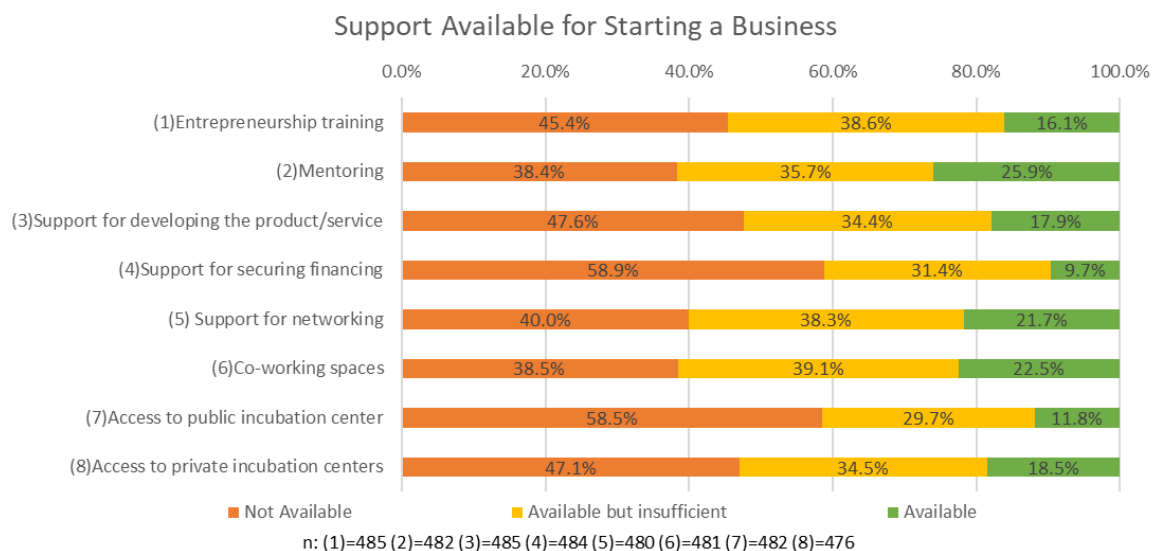 Support Available for Starting a Business
0.0% 20.0% 40.0% 60.0% 80.0% 100.0%
(1)Entrepreneurship training 45.4% 38.6% 16.1%
(2)Mentoring 38.4% 35.7% 25.9%
(3)Support for developing the product/service 47.6% 34.4% 17.9%
(4)Support for securing financing 58.9% 31.4% 9.7%
(5) Support for networking 40.0% 38.3% 21.7%
(6)Co-working spaces 38.5% 39.1% 22.5%
(7)Access to public incubation center 58.5% 29.7% 11.8%
(8)Access to private incubation centers 47.1% 34.5% 18.5%
Not Available Available but insufficient Available
n: (1)=485 (2)=482 (3)=485 (4)=484 (5)=480 (6)=481 (7)=482 (8)=476